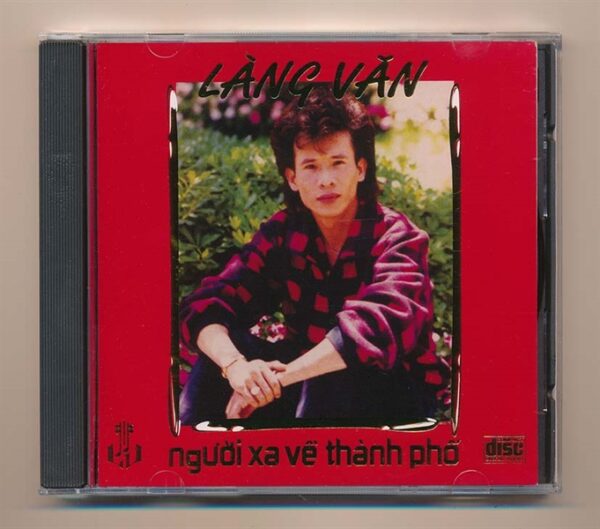 LÀNG VĂN
người xa về thành phố
disc